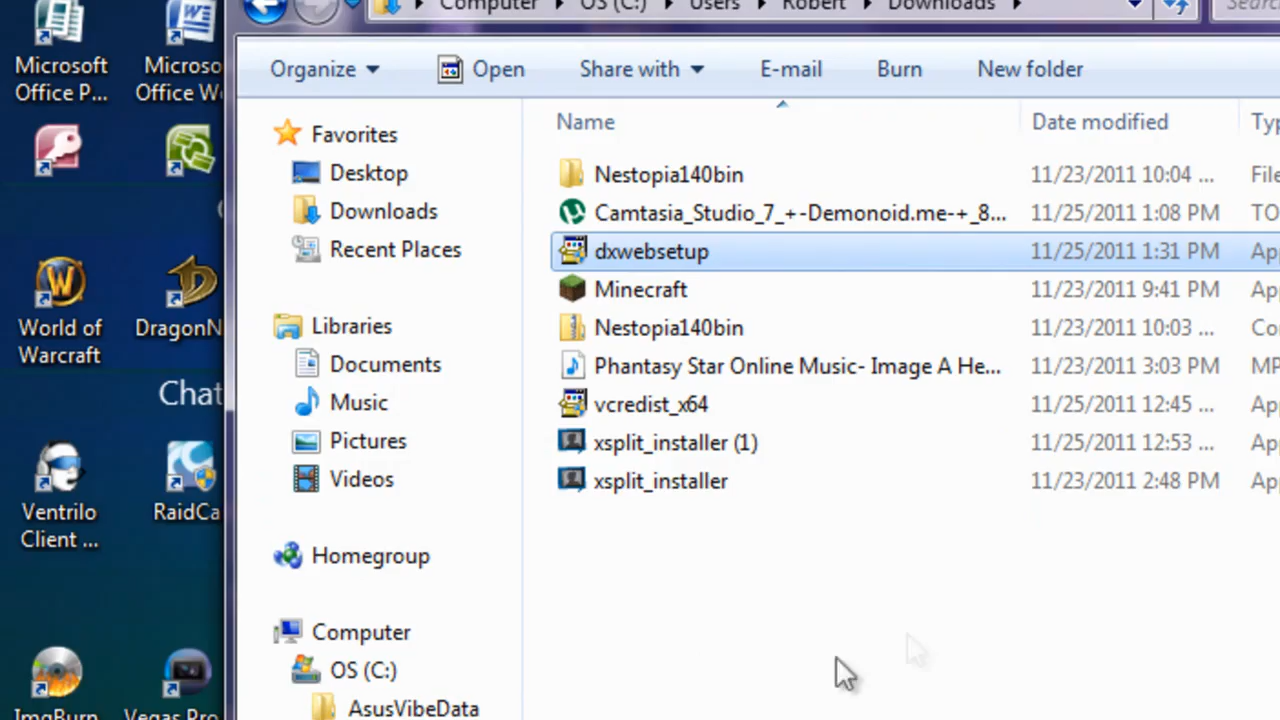 Computer OS (C:) Users Robert Downloads Search
Organize Open Share with E-mail Burn New folder
Microsoft
Office P...
Microso
Office W
World of
Warcraft
DragonN
Chat
Ventrilo
Client ...
RaidCa
ImgBurn
Vegas Pro
Favorites
Desktop
Downloads
Recent Places
Libraries
Documents
Music
Pictures
Videos
Homegroup
Computer
OS (C:)
AsusVibeData
Name Date modified Typ
Nestopia140bin 11/23/2011 10:04 ... File
Camtasia_Studio_7_+-Demonoid.me-+_8... 11/25/2011 1:08 PM TO
dxwebsetup 11/25/2011 1:31 PM Ap
Minecraft 11/23/2011 9:41 PM Ap
Nestopia140bin 11/23/2011 10:03 ... Co
Phantasy Star Online Music- Image A He... 11/23/2011 3:03 PM MP
vcredist_x64 11/25/2011 12:45 ... Ap
xsplit_installer (1) 11/25/2011 12:53 ... Ap
xsplit_installer 11/23/2011 2:48 PM Ap